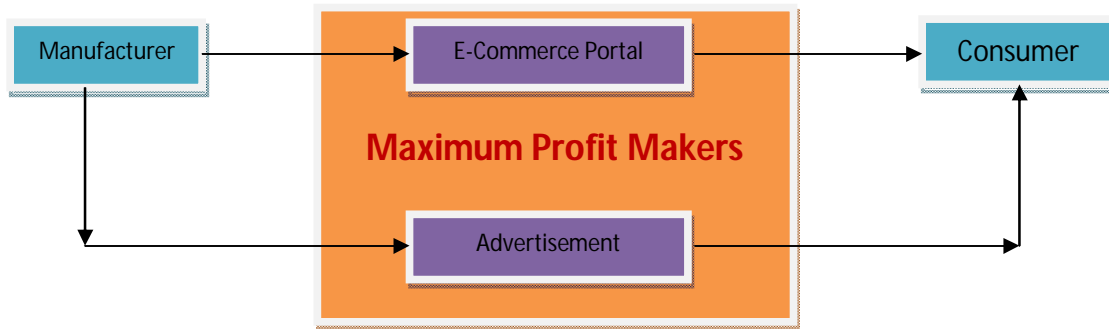 Manufacturer
E-Commerce Portal
Consumer
Maximum Profit Makers
Advertisement